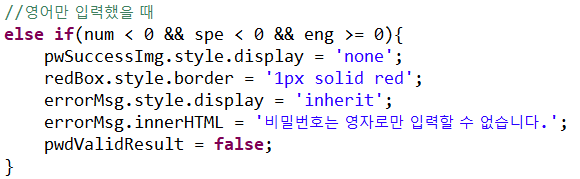 //영어만 입력했을 때
else if(num < 0 && spe < 0 && eng >= 0){
pwSuccessImg.style.display = 'none';
redBox.style.border = '1px solid red';
errorMsg.style.display = 'inherit';
errorMsg.innerHTML = '비밀번호는 영자로만 입력할 수 없습니다.';
pwdValidResult = false;
}